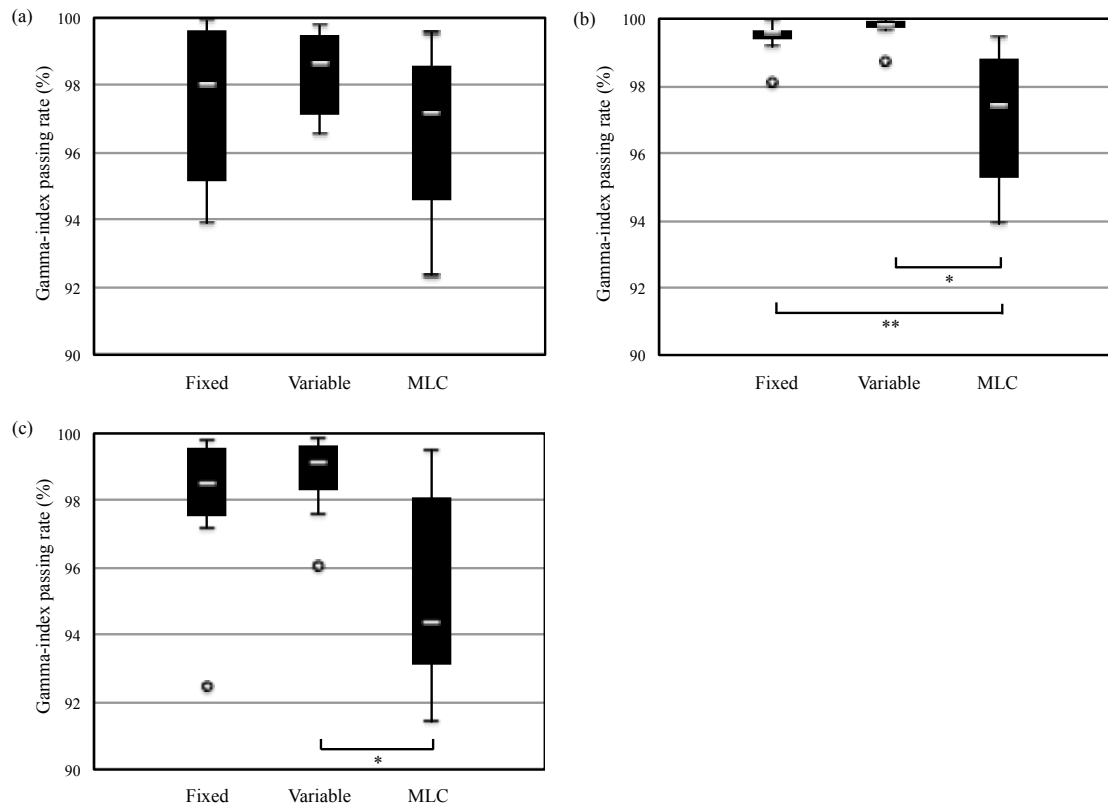 (a)
Gamma-index passing rate (%)
100
98
96
94
92
90
Fixed Variable MLC
(b)
Gamma-index passing rate (%)
100
98
96
94
92
90
*
**
Fixed Variable MLC
(c)
Gamma-index passing rate (%)
100
98
96
94
92
90
*
Fixed Variable MLC